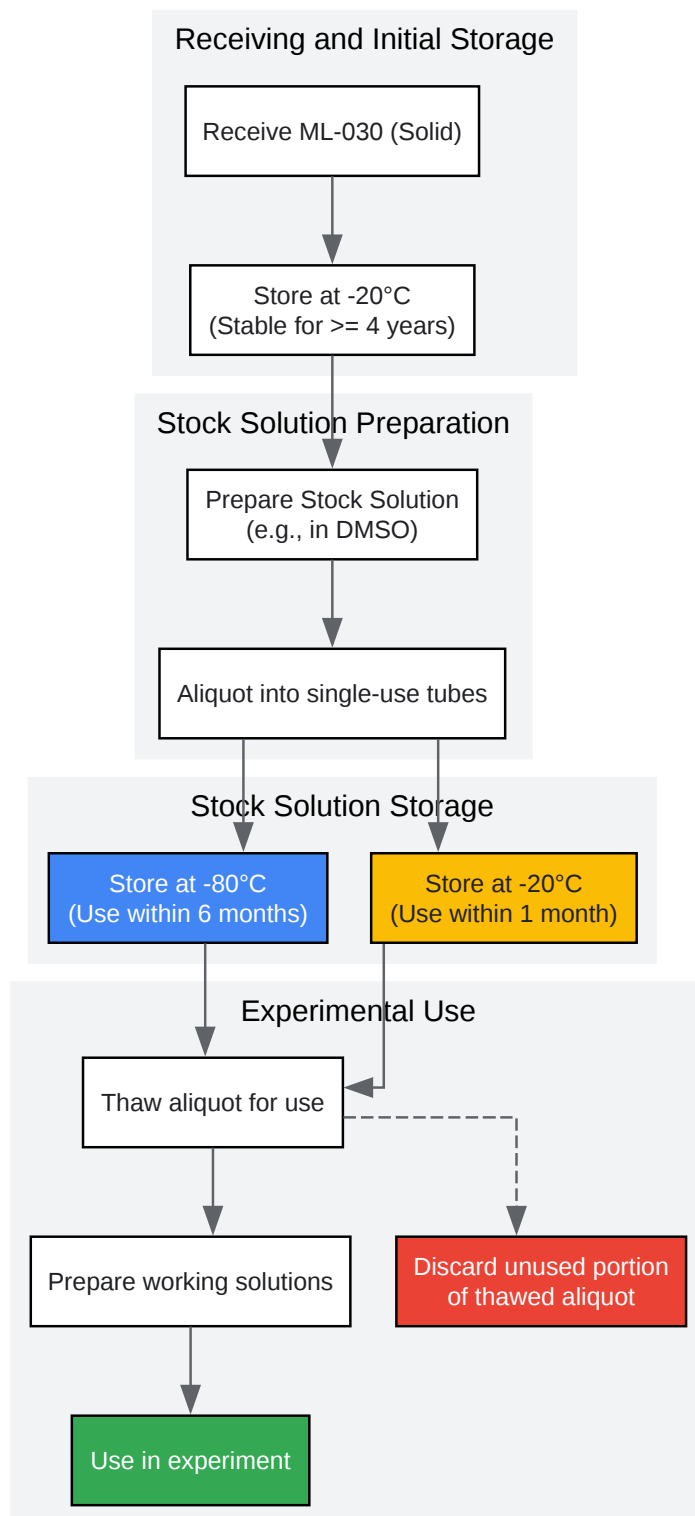 Receiving and Initial Storage
Receive ML-030 (Solid)
Store at -20°C
(Stable for >= 4 years)
Stock Solution Preparation
Prepare Stock Solution
(e.g., in DMSO)
Aliquot into single-use tubes
Stock Solution Storage
Store at -80°C
(Use within 6 months)
Store at -20°C
(Use within 1 month)
Experimental Use
Thaw aliquot for use
Prepare working solutions
Discard unused portion
of thawed aliquot
Use in experiment